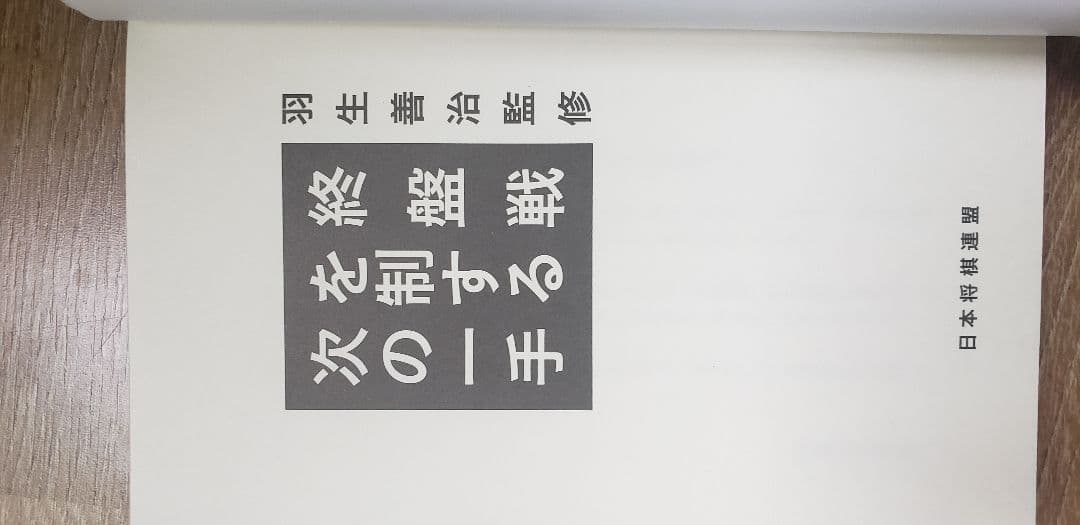 羽生善治監修
終盤戦
を制する
次の一手
日本将棋連盟